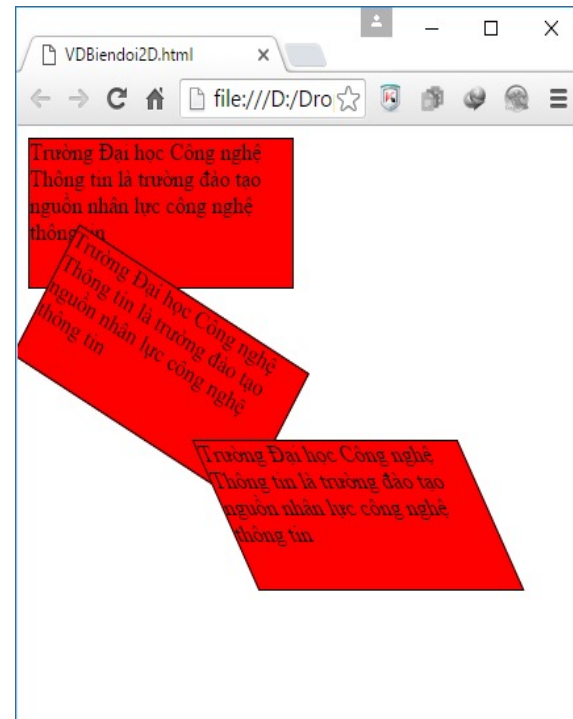 VDBiendoi2D.html
file:///D:/Dro
Trường Đại học Công nghệ
Thông tin là trường đào tạo
nguồn nhân lực công nghệ
thông tin
Trường Đại học Công nghệ
Thông tin là trường đào tạo
nguồn nhân lực công nghệ
thông tin
Trường Đại học Công nghệ
Thông tin là trường đào tạo
nguồn nhân lực công nghệ
thông tin